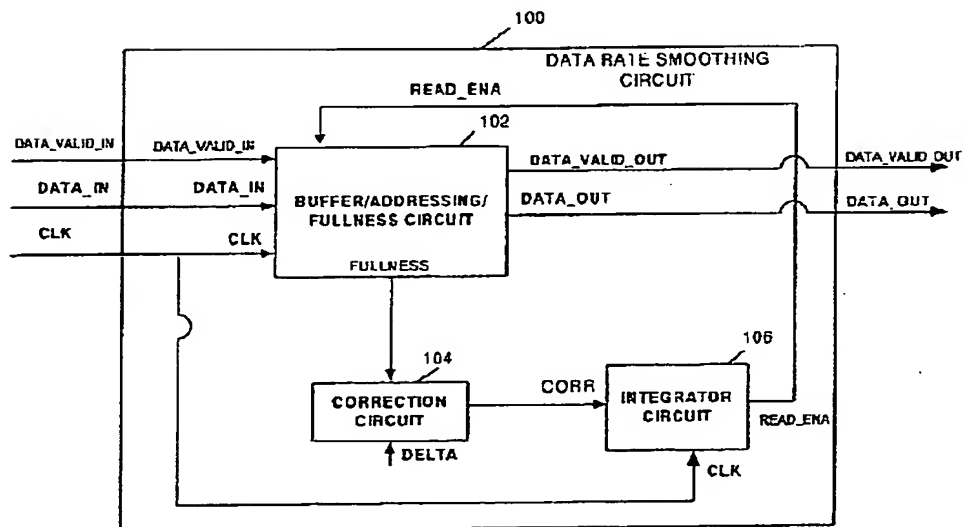 100
DATA RATE SMOOTHING
CIRCUIT
READ_ENA
102
DATA_VALID_IN
DATA_VALID_IN
DATA_VALID_OUT
DATA_VALID_OUT
DATA_IN
DATA_IN
BUFFER/ADDRESSING/
FULLNESS CIRCUIT
DATA_OUT
DATA_OUT
CLK
CLK
FULLNESS
104
106
CORRECTION
CIRCUIT
CORR
INTEGRATOR
CIRCUIT
READ_ENA
DELTA
CLK